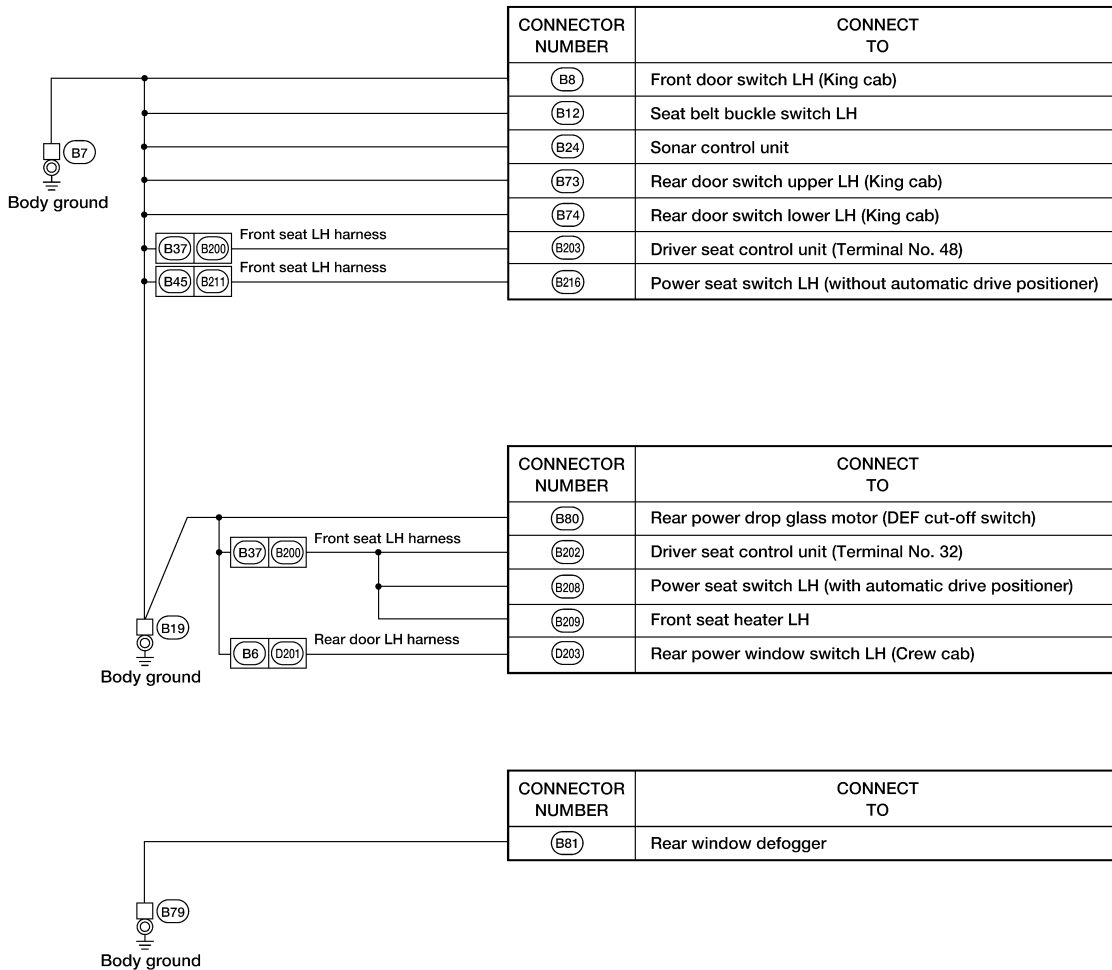 CONNECTOR NUMBER CONNECT TO
B8 Front door switch LH (King cab)
B12 Seat belt buckle switch LH
B24 Sonar control unit
B7
B73 Rear door switch upper LH (King cab)
Body ground
B74 Rear door switch lower LH (King cab)
B37 B200 Front seat LH harness B203 Driver seat control unit (Terminal No. 48)
B45 B211 Front seat LH harness B216 Power seat switch LH (without automatic drive positioner)
CONNECTOR NUMBER CONNECT TO
B80 Rear power drop glass motor (DEF cut-off switch)
B37 B200 Front seat LH harness B202 Driver seat control unit (Terminal No. 32)
B208 Power seat switch LH (with automatic drive positioner)
B209 Front seat heater LH
B19
B6 D201 Rear door LH harness D203 Rear power window switch LH (Crew cab)
Body ground
CONNECTOR NUMBER CONNECT TO
B81 Rear window defogger
B79
Body ground